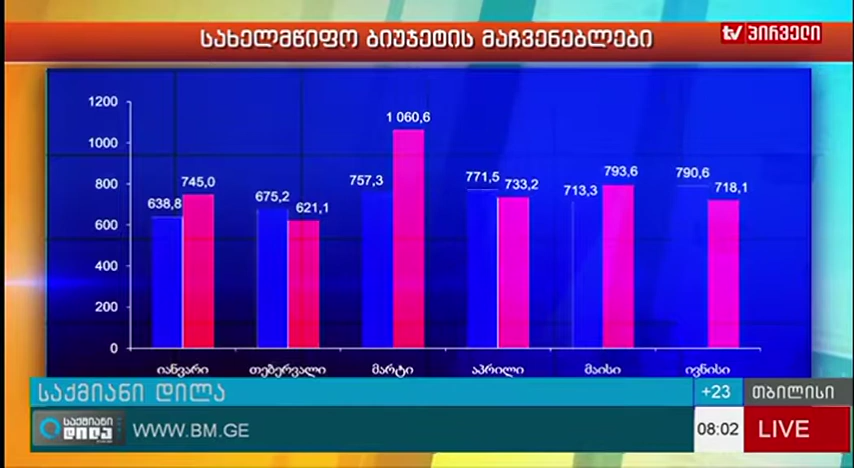 სახელმწიფო ბიუჯეტის მაჩვენებლები
tv პირველი
1200
1000
800
600
400
200
0
638,8 745,0 675,2 621,1 757,3 1 060,6 771,5 733,2 713,3 793,6 790,6 718,1
იანვარი თებერვალი მარტი აპრილი მაისი ივნისი
საქმიანი დილა +23 თბილისი
საქმიანი დილა WWW.BM.GE 08:02 LIVE